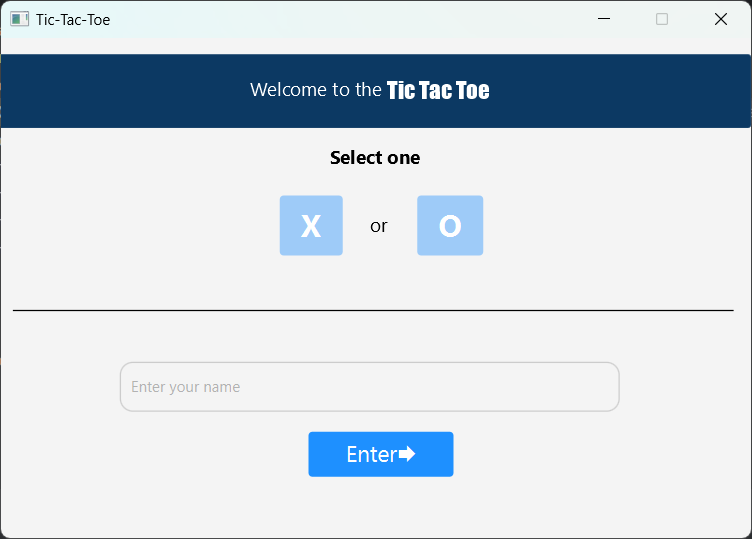 Tic-Tac-Toe
Welcome to the Tic Tac Toe
Select one
X or O
Enter your name
Enter🡆